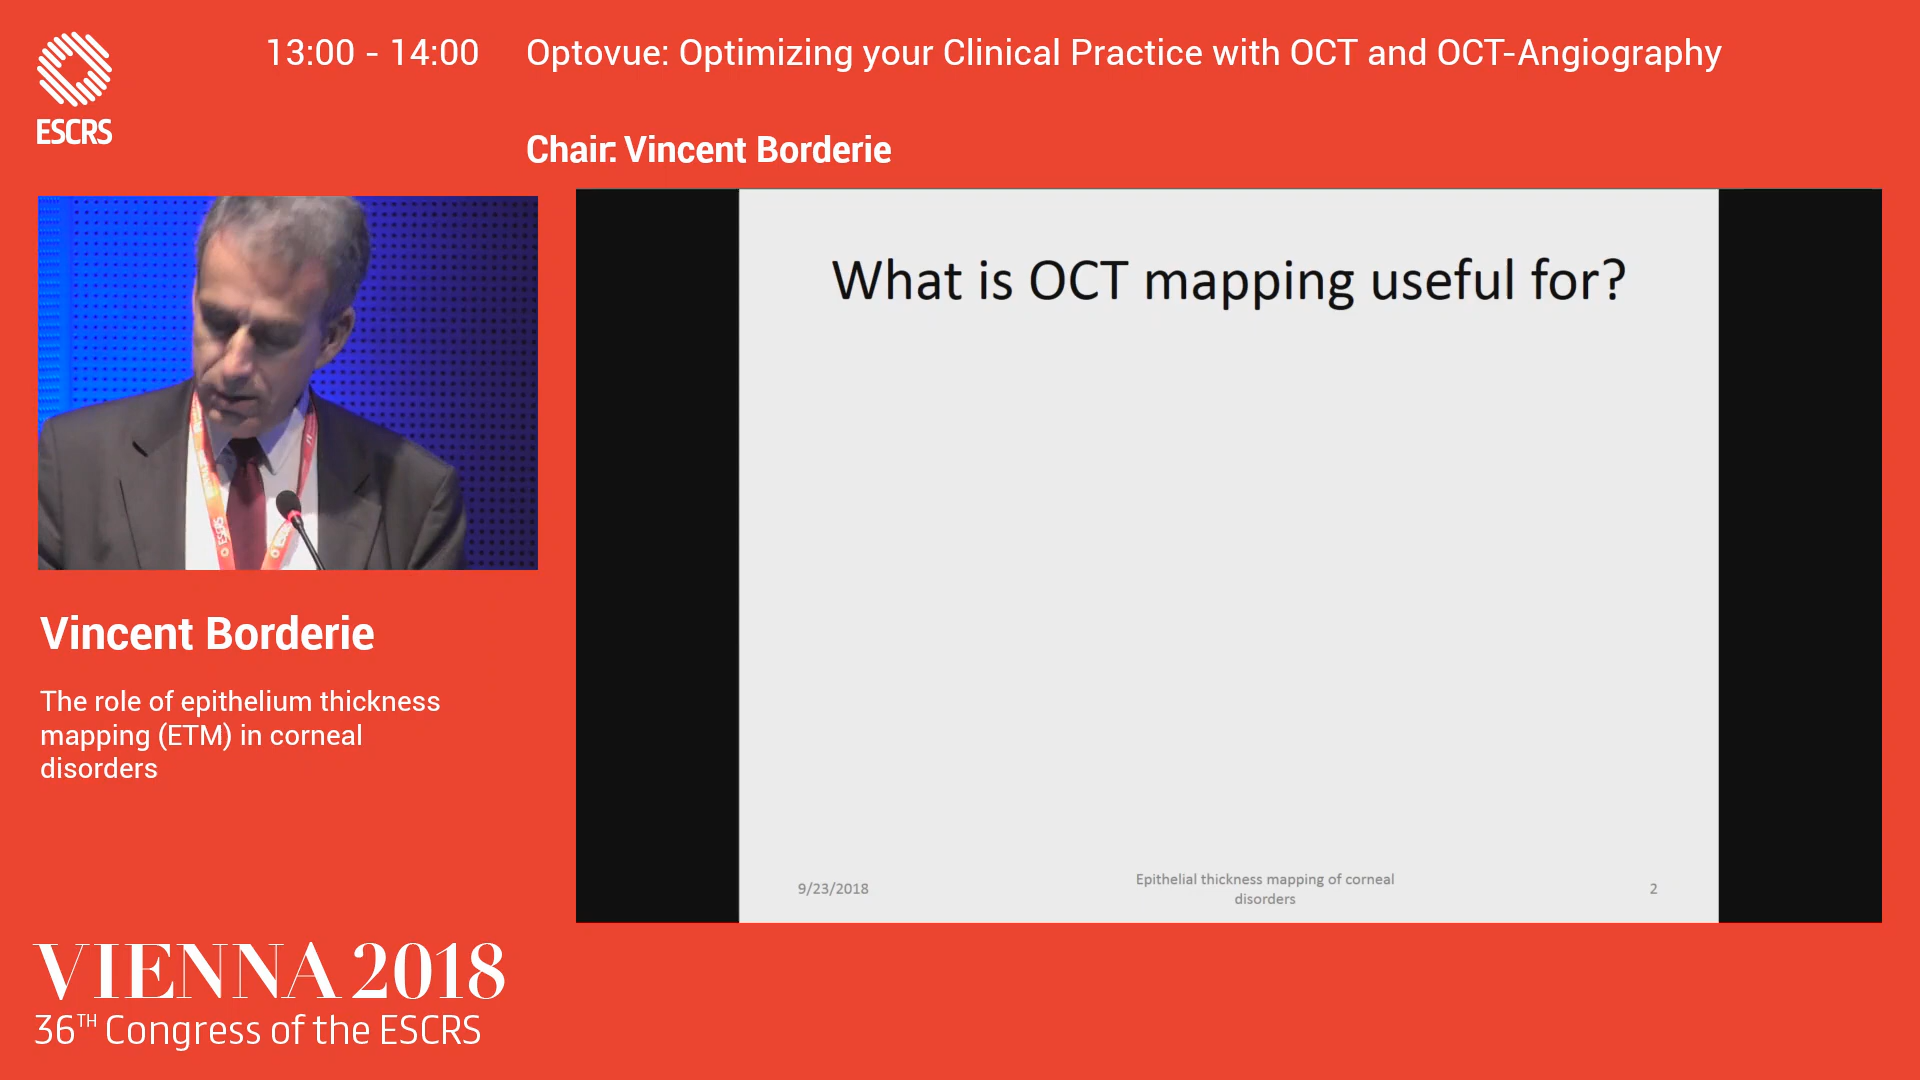 ESCRS
13:00 - 14:00
Optovue: Optimizing your Clinical Practice with OCT and OCT-Angiography
Chair: Vincent Borderie
What is OCT mapping useful for?
9/23/2018
Epithelial thickness mapping of corneal
disorders
2
ESCRS
ESCRS
Vincent Borderie
The role of epithelium thickness
mapping (ETM) in corneal
disorders
VIENNA 2018
36TH Congress of the ESCRS